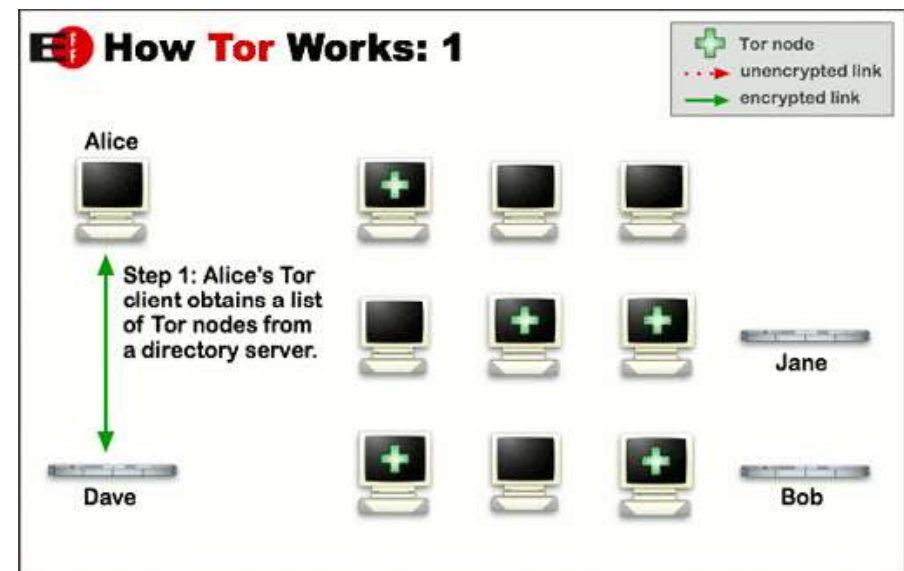 EFF How Tor Works: 1
Tor node
unencrypted link
encrypted link
Alice
Step 1: Alice's Tor
client obtains a list
of Tor nodes from
a directory server.
Jane
Dave
Bob